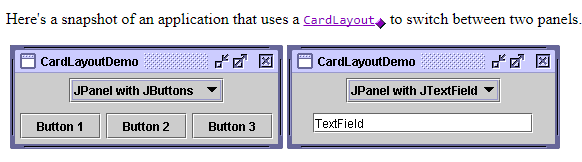 Here's a snapshot of an application that uses a CardLayout to switch between two panels.
CardLayoutDemo
JPanel with JButtons
Button 1 Button 2 Button 3
CardLayoutDemo
JPanel with JTextField
TextField